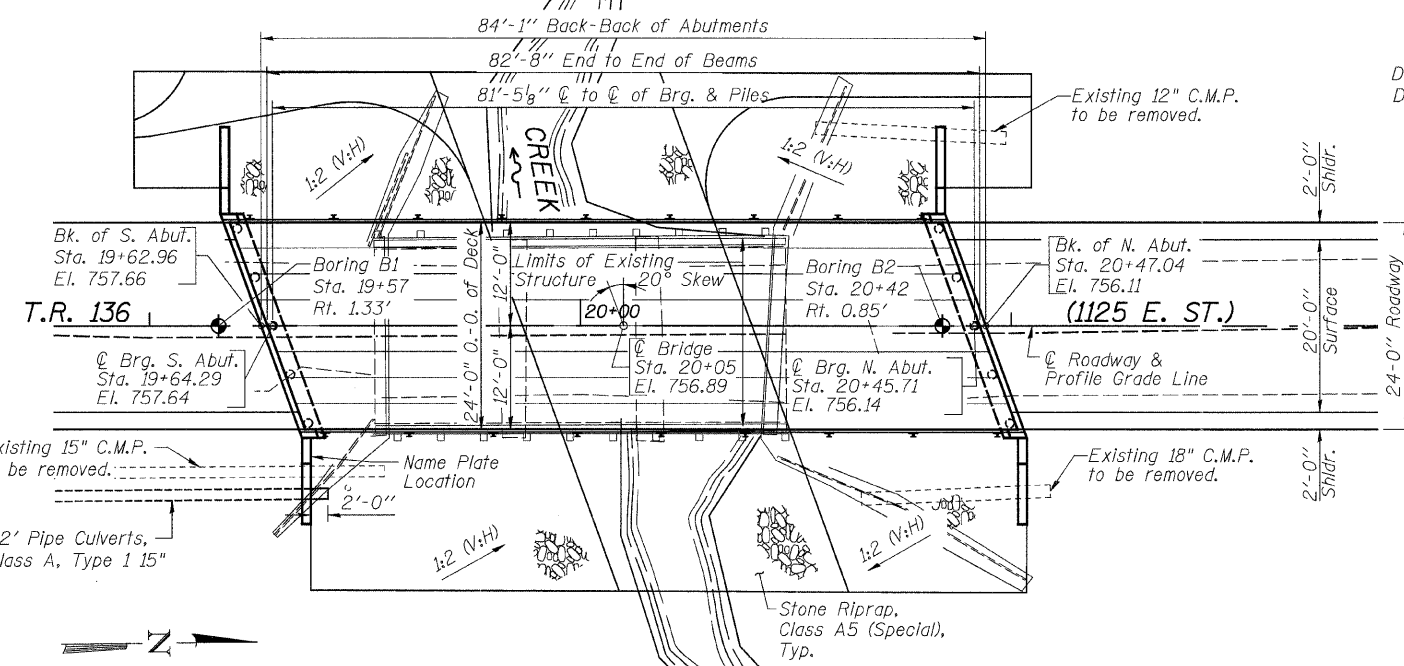 84'-1" Back-Back of Abutments
82'-8" End to End of Beams
81'-5 1/8" ℄ to ℄ of Brg. & Piles
D
D
Existing 12" C.M.P.
to be removed.
1:2 (V:H)
CREEK
1:2 (V:H)
2'-0"
Shldr.
Bk. of S. Abut.
Sta. 19+62.96
El. 757.66
Boring B1
Sta. 19+57
Rt. 1.33'
24'-0" O.-O. of Deck
12'-0"
12'-0"
Limits of Existing
Structure
20° Skew
20+00
Boring B2
Sta. 20+42
Rt. 0.85'
Bk. of N. Abut.
Sta. 20+47.04
El. 756.11
T.R. 136
(1125 E. ST.)
℄ Brg. S. Abut.
Sta. 19+64.29
El. 757.64
℄ Bridge
Sta. 20+05
El. 756.89
℄ Brg. N. Abut.
Sta. 20+45.71
El. 756.14
℄ Roadway &
Profile Grade Line
20'-0"
Surface
24'-0" Roadway
xisting 15" C.M.P.
be removed.
Name Plate
Location
2'-0"
Existing 18" C.M.P.
to be removed.
2'-0"
Shldr.
2' Pipe Culverts,
lass A, Type 1 15"
1:2 (V:H)
1:2 (V:H)
Stone Riprap,
Class A5 (Special),
Typ.
N